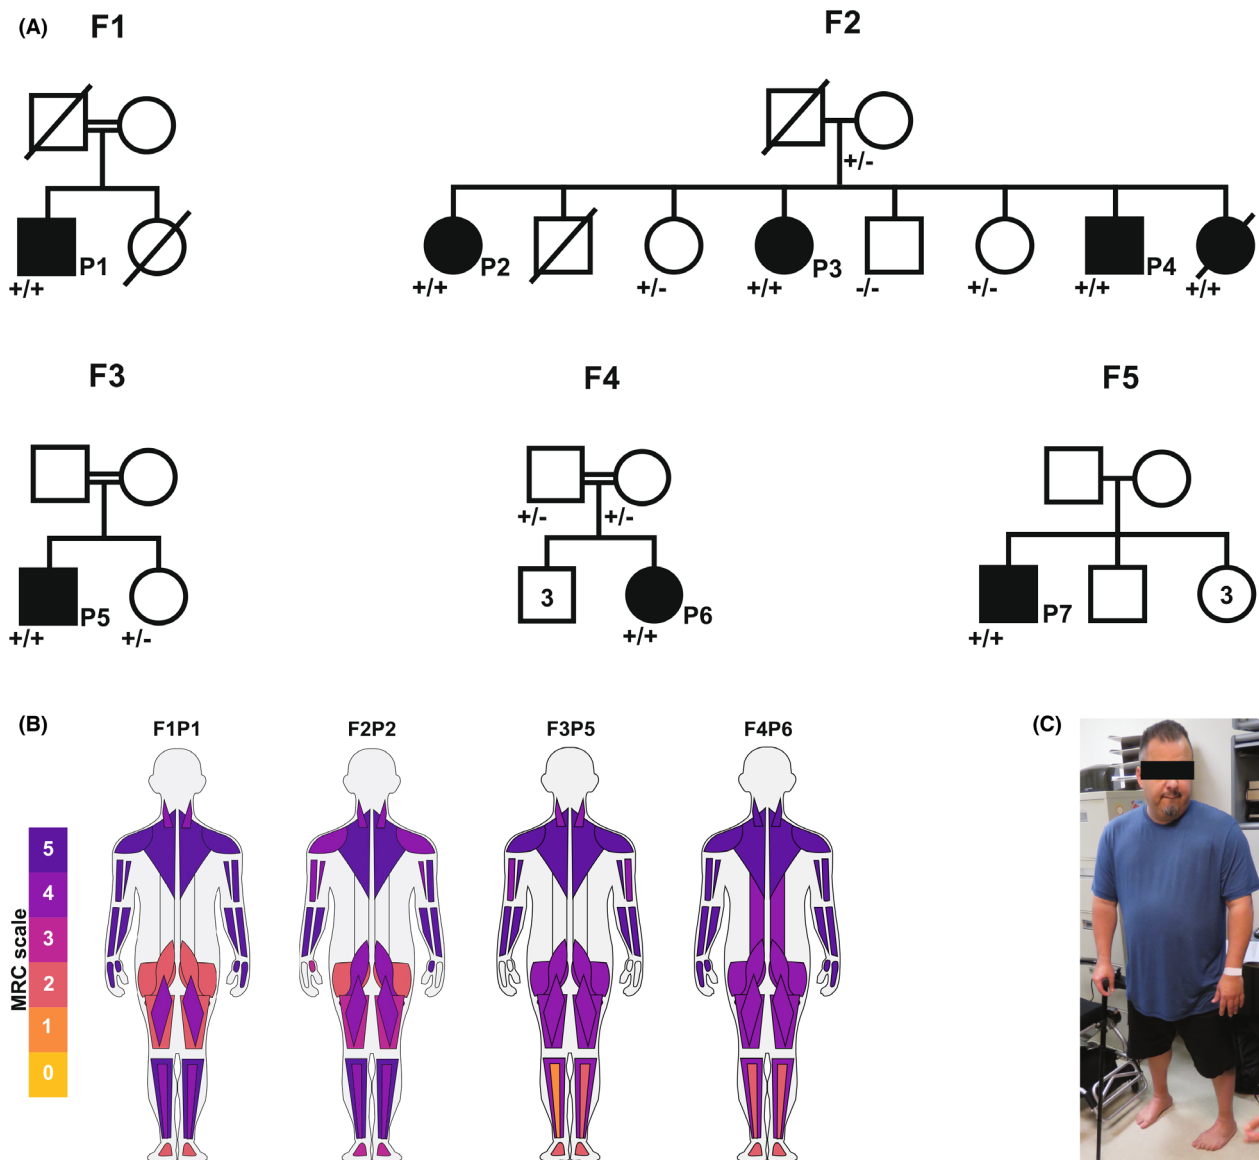 (A)
F1
F2
+/-
P1
+/+
P2
+/+
+/-
P3
+/+
-/-
+/-
P4
+/+
+/+
F3
F4
F5
+/-
+/-
P5
+/+
+/-
3
P6
+/+
P7
+/+
3
(B)
F1P1
F2P2
F3P5
F4P6
(C)
MRC scale
5
4
3
2
1
0